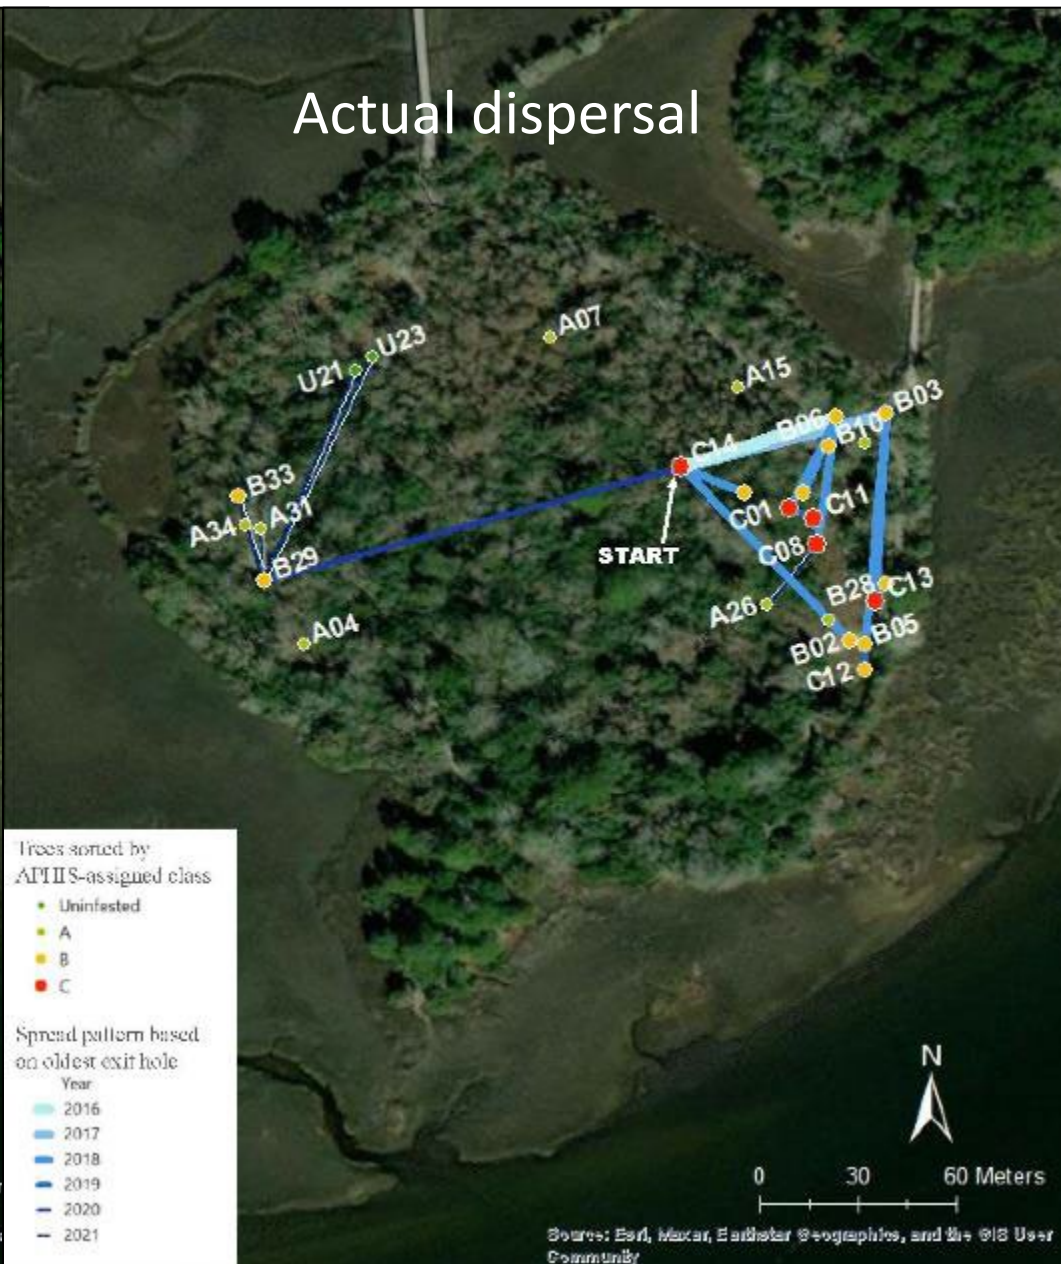 Actual dispersal
U23
A07
U21
A15
B03
B06
B10
C14
B33
C01
C11
A34
A31
START
C08
B29
B28
C13
A26
A04
B02
B05
C12
Trees sorted by
APHIS-assigned class
Uninfested
A
B
C
Spread pattern based
on oldest exit hole
Year
2016
2017
2018
2019
2020
2021
N
0 30 60 Meters
Source: Esri, Maxar, Earthstar Geographics, and the GIS User
Community